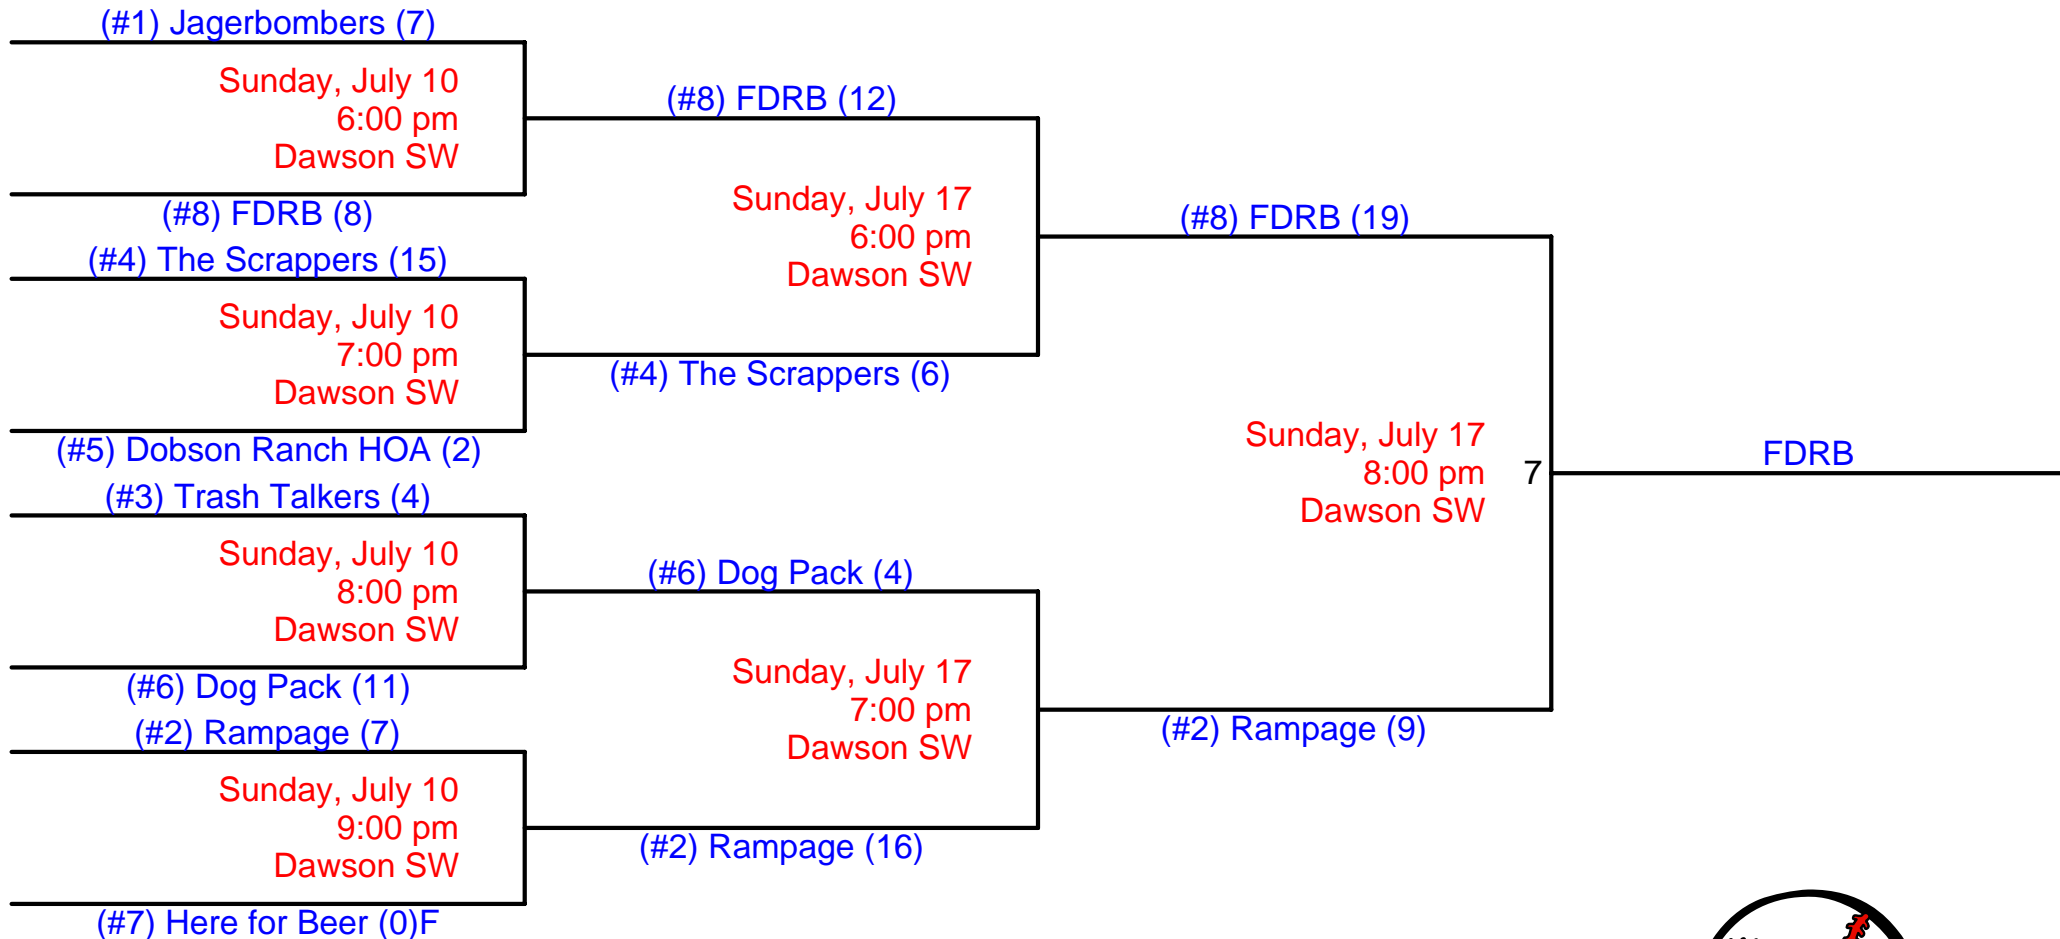 (#1) Jagerbombers (7)
Sunday, July 10
6:00 pm
Dawson SW
(#8) FDRB (8)
(#4) The Scrappers (15)
Sunday, July 10
7:00 pm
Dawson SW
(#5) Dobson Ranch HOA (2)
(#3) Trash Talkers (4)
Sunday, July 10
8:00 pm
Dawson SW
(#6) Dog Pack (11)
(#2) Rampage (7)
Sunday, July 10
9:00 pm
Dawson SW
(#7) Here for Beer (0)F
(#8) FDRB (12)
Sunday, July 17
6:00 pm
Dawson SW
(#4) The Scrappers (6)
(#6) Dog Pack (4)
Sunday, July 17
7:00 pm
Dawson SW
(#2) Rampage (16)
(#8) FDRB (19)
Sunday, July 17
8:00 pm 7
Dawson SW
(#2) Rampage (9)
FDRB